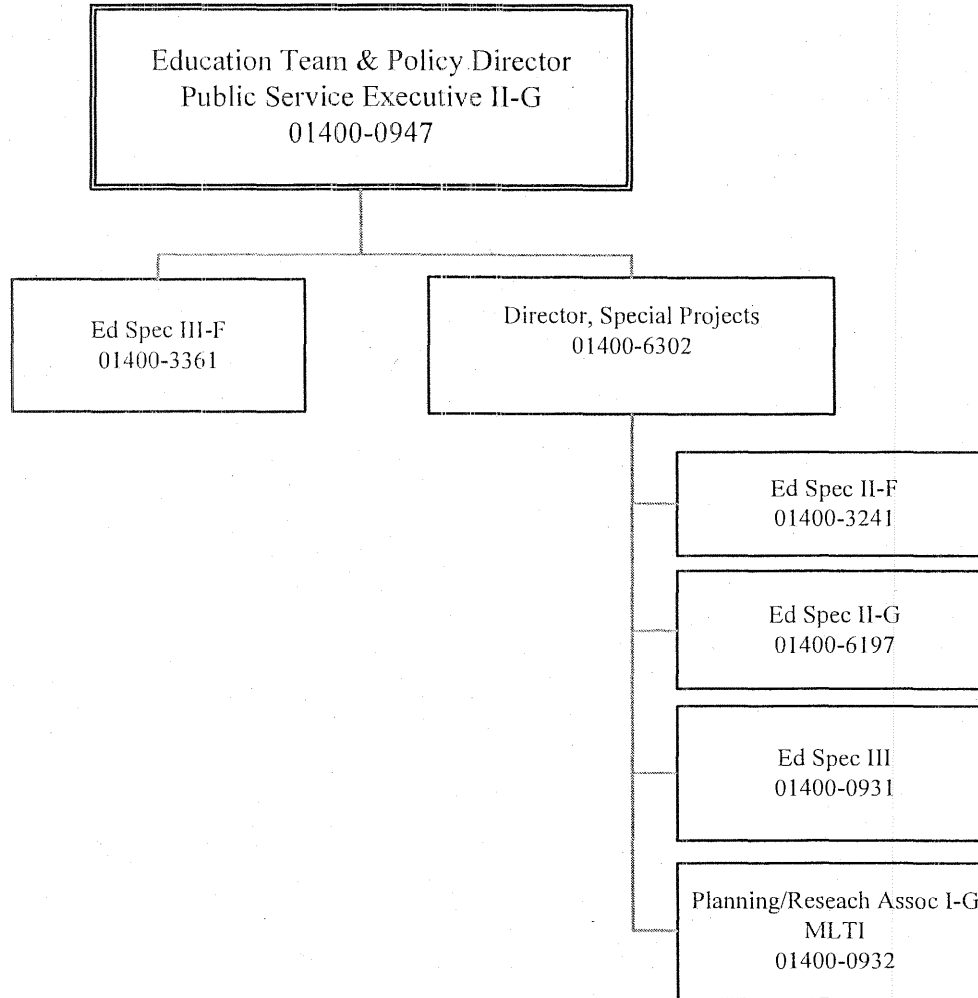 Education Team & Policy Director
Public Service Executive II-G
01400-0947
Ed Spec III-F
01400-3361
Director, Special Projects
01400-6302
Ed Spec II-F
01400-3241
Ed Spec II-G
01400-6197
Ed Spec III
01400-0931
Planning/Reseach Assoc I-G
MLTI
01400-0932